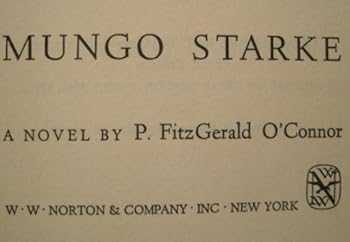 MUNGO STARKE
A NOVEL BY P. FitzGerald O'Connor
W · W · NORTON & COMPANY · INC · NEW YORK